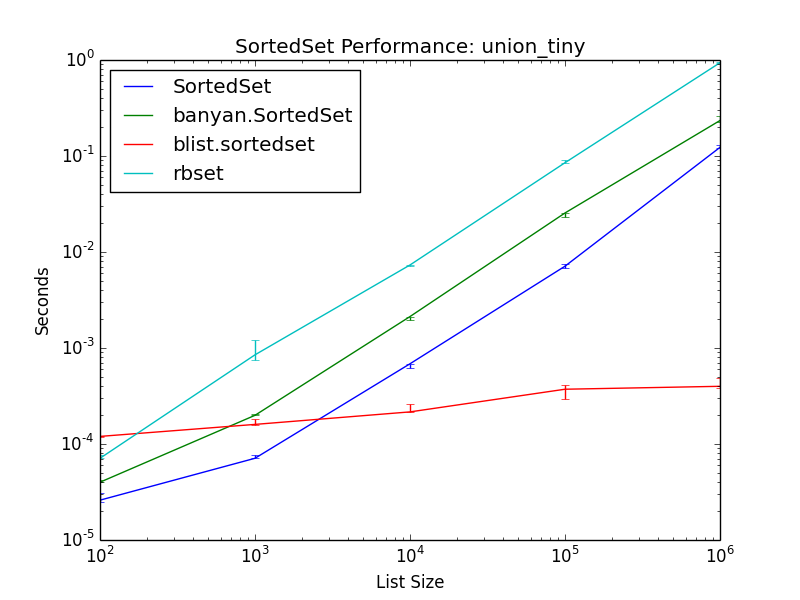 SortedSet Performance: union_tiny
10^0
10^-1
10^-2
10^-3
10^-4
10^-5
Seconds
SortedSet
banyan.SortedSet
blist.sortedset
rbset
10^2 10^3 10^4 10^5 10^6
List Size